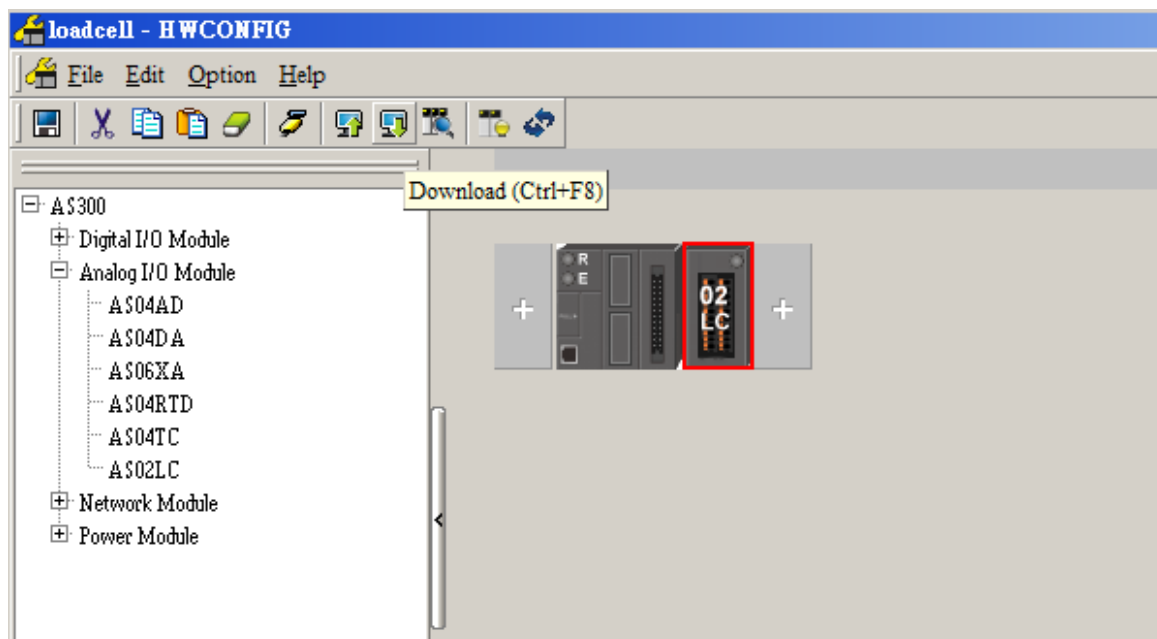 loadcell - HWCONFIG
File Edit Option Help
Download (Ctrl+F8)
AS300
Digital I/O Module
Analog I/O Module
AS04AD
AS04DA
AS06XA
AS04RTD
AS04TC
AS02LC
Network Module
Power Module
R
E
02
LC